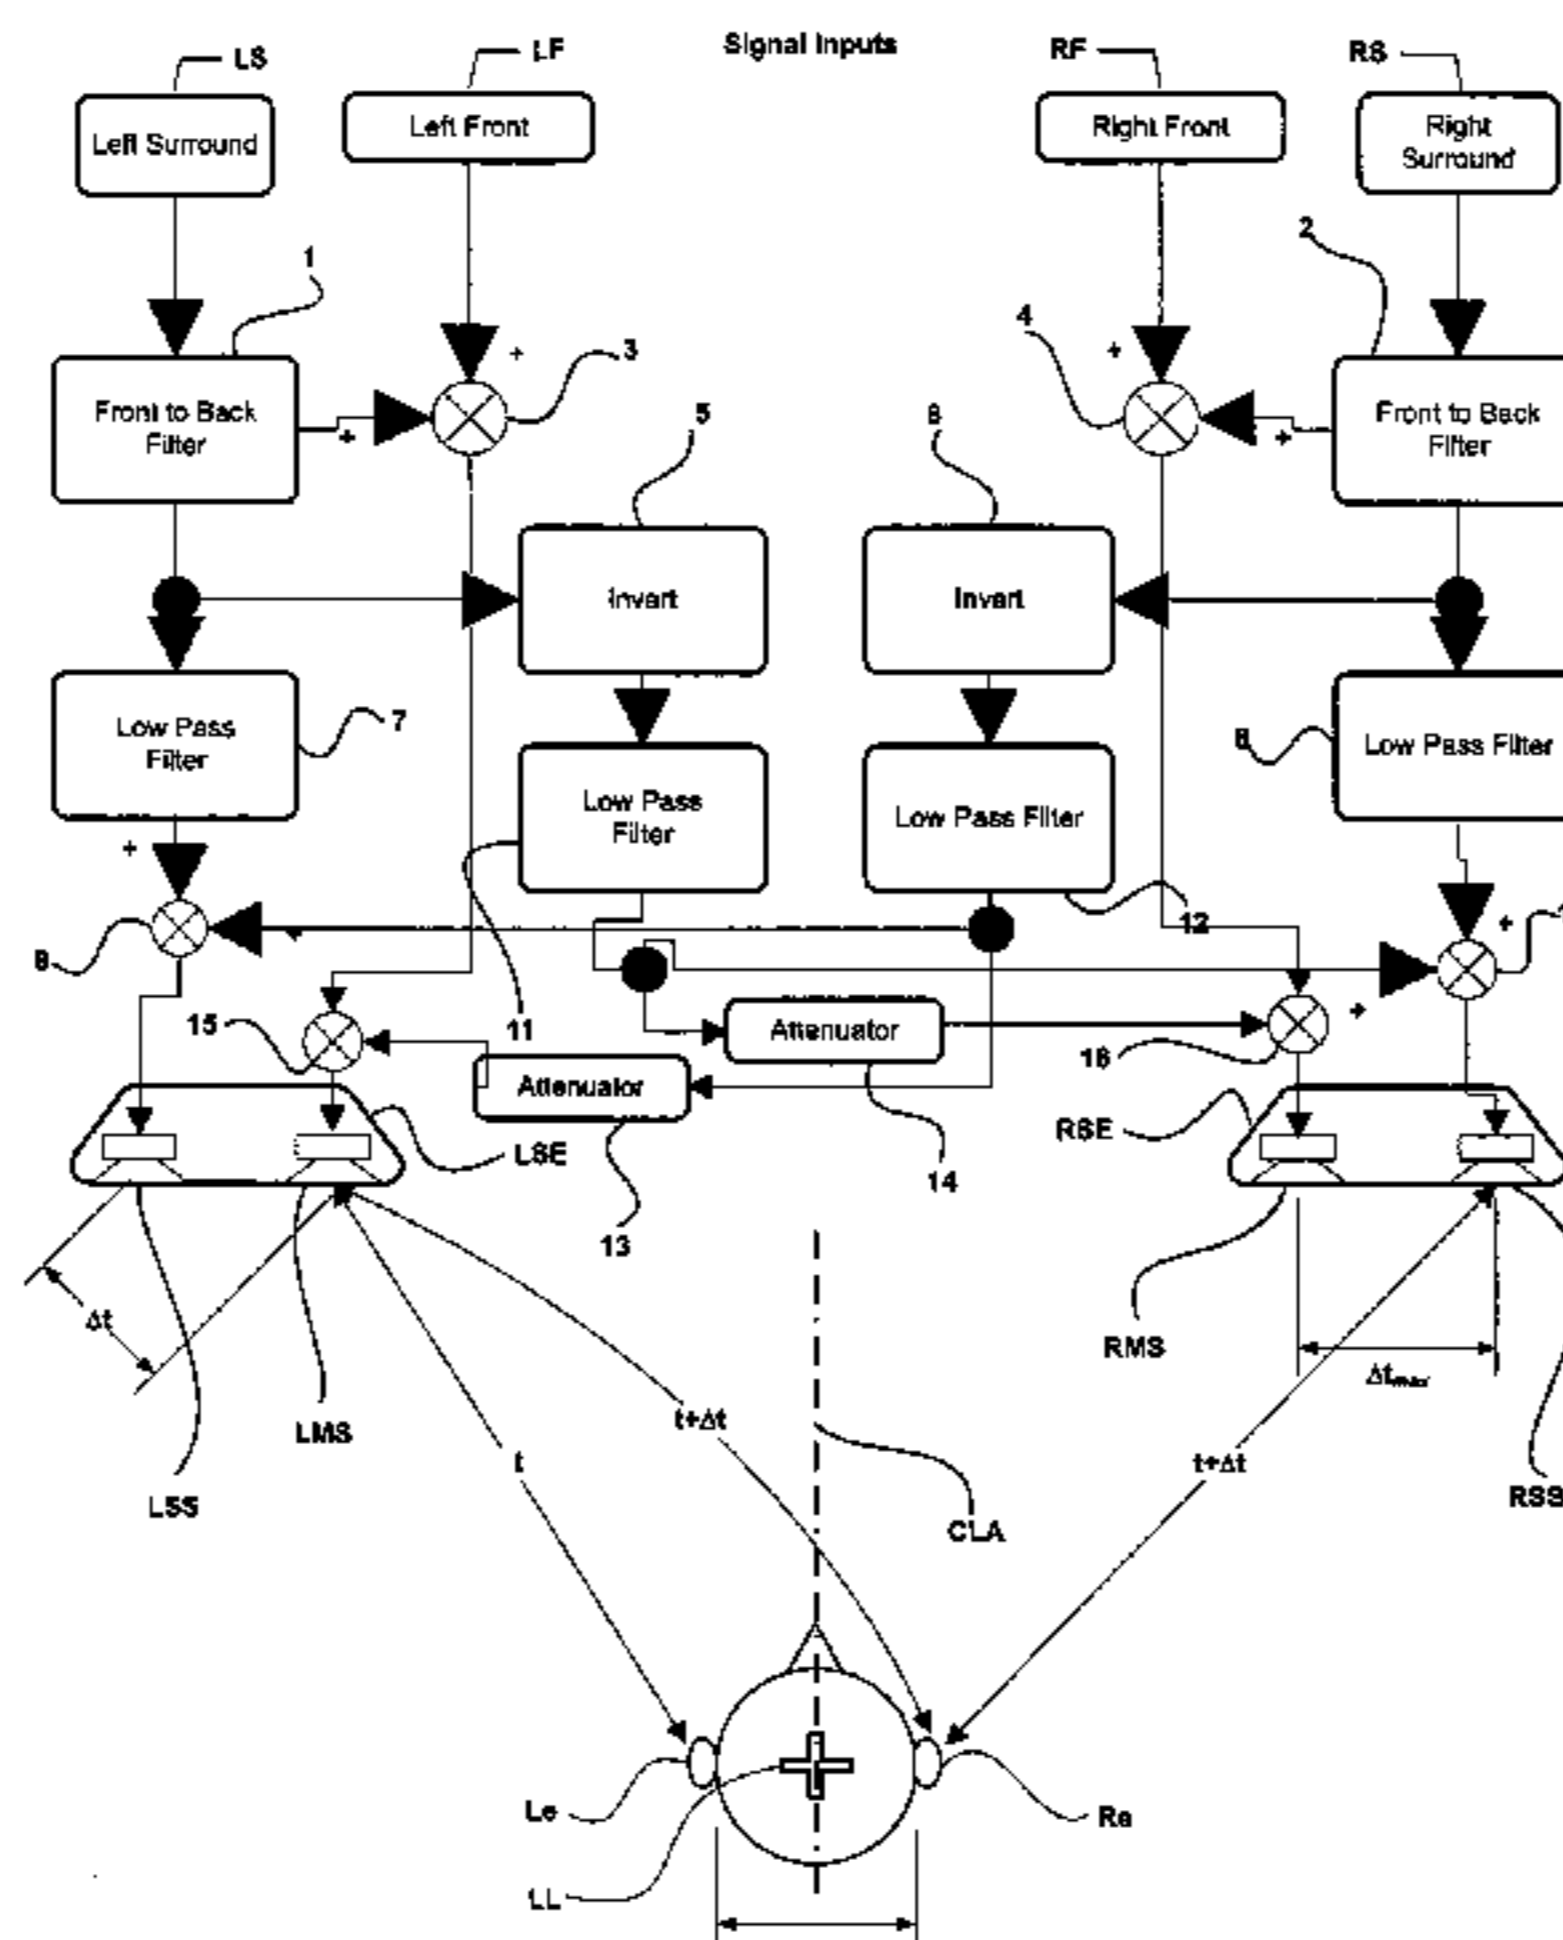 Signal Inputs
LS
LF
RF
RS
Left Surround
Left Front
Right Front
Right
Surround
1
2
3
4
5
Front to Back
Filter
+
+
+
+
Front to Back
Filter
Invert
Invert
Low Pass
Filter
7
Low Pass
Filter
Low Pass Filter
Low Pass Filter
+
12
+
15
11
Attenuator
+
16
Attenuator
LSE
RSE
14
13
Δt
RMS
Δtmax
LMS
t+Δt
t
t+Δt
LSS
RSS
CLA
Le
Re
LL